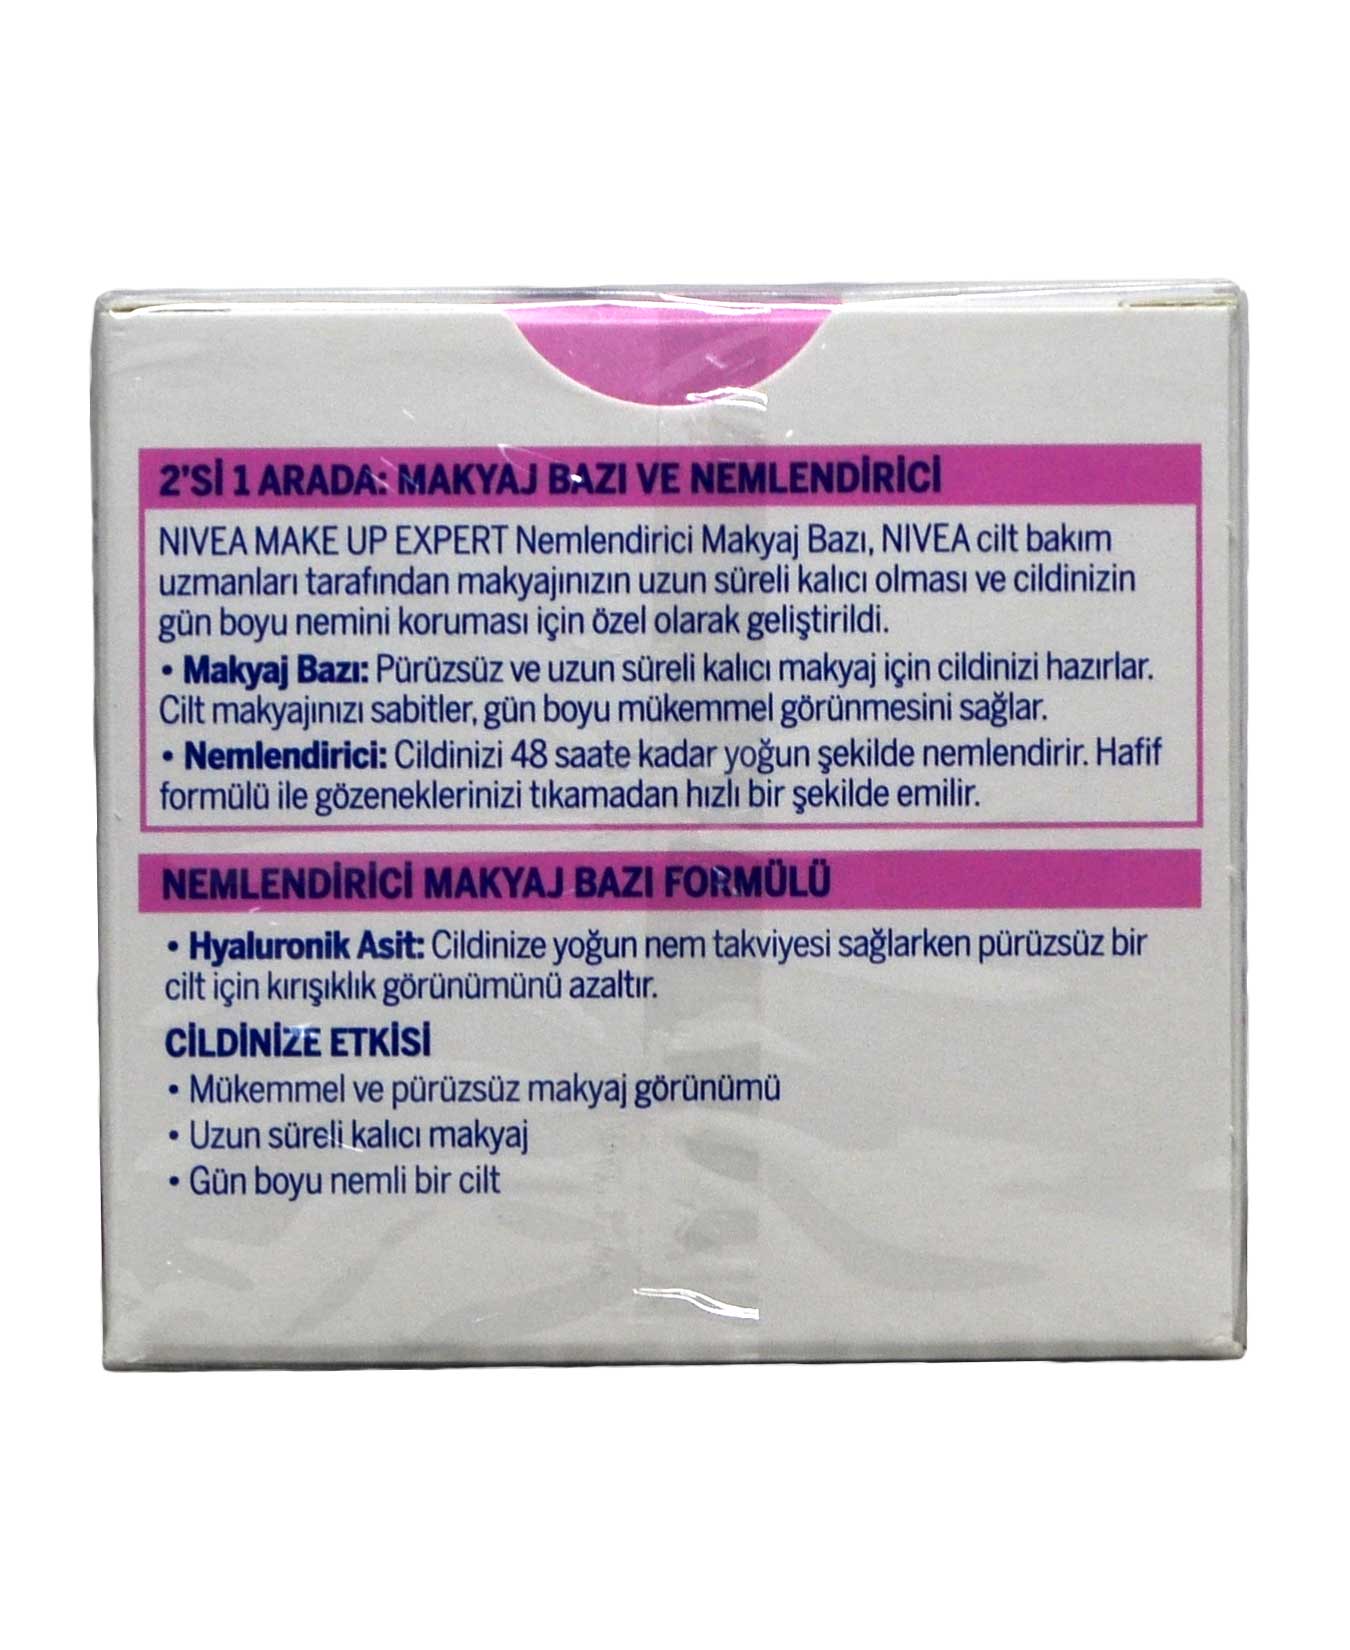 2'Sİ 1 ARADA: MAKYAJ BAZI VE NEMLENDİRİCİ
NIVEA MAKE UP EXPERT Nemlendirici Makyaj Bazı, NIVEA cilt bakım
uzmanları tarafından makyajınızın uzun süreli kalıcı olması ve cildinizin
gün boyu nemini koruması için özel olarak geliştirildi.
• Makyaj Bazı: Pürüzsüz ve uzun süreli kalıcı makyaj için cildinizi hazırlar.
Cilt makyajınızı sabitler, gün boyu mükemmel görünmesini sağlar.
• Nemlendirici: Cildinizi 48 saate kadar yoğun şekilde nemlendirir. Hafif
formülü ile gözeneklerinizi tıkamadan hızlı bir şekilde emilir.
NEMLENDİRİCİ MAKYAJ BAZI FORMÜLÜ
• Hyaluronik Asit: Cildinize yoğun nem takviyesi sağlarken pürüzsüz bir
cilt için kırışıklık görünümünü azaltır.
CİLDİNİZE ETKİSİ
• Mükemmel ve pürüzsüz makyaj görünümü
• Uzun süreli kalıcı makyaj
• Gün boyu nemli bir cilt